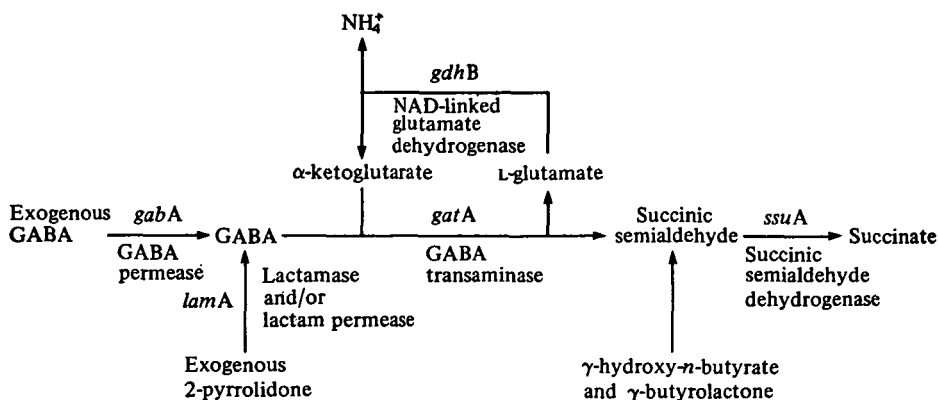 NH₄⁺
gdhB
NAD-linked
glutamate
dehydrogenase
α-ketoglutarate
L-glutamate
Exogenous
GABA
gabA
GABA
permease
GABA
gatA
GABA
transaminase
Succinic
semialdehyde
ssuA
Succinic
semialdehyde
dehydrogenase
Succinate
lamA
Lactamase
and/or
lactam permease
Exogenous
2-pyrrolidone
γ-hydroxy-n-butyrate
and γ-butyrolactone